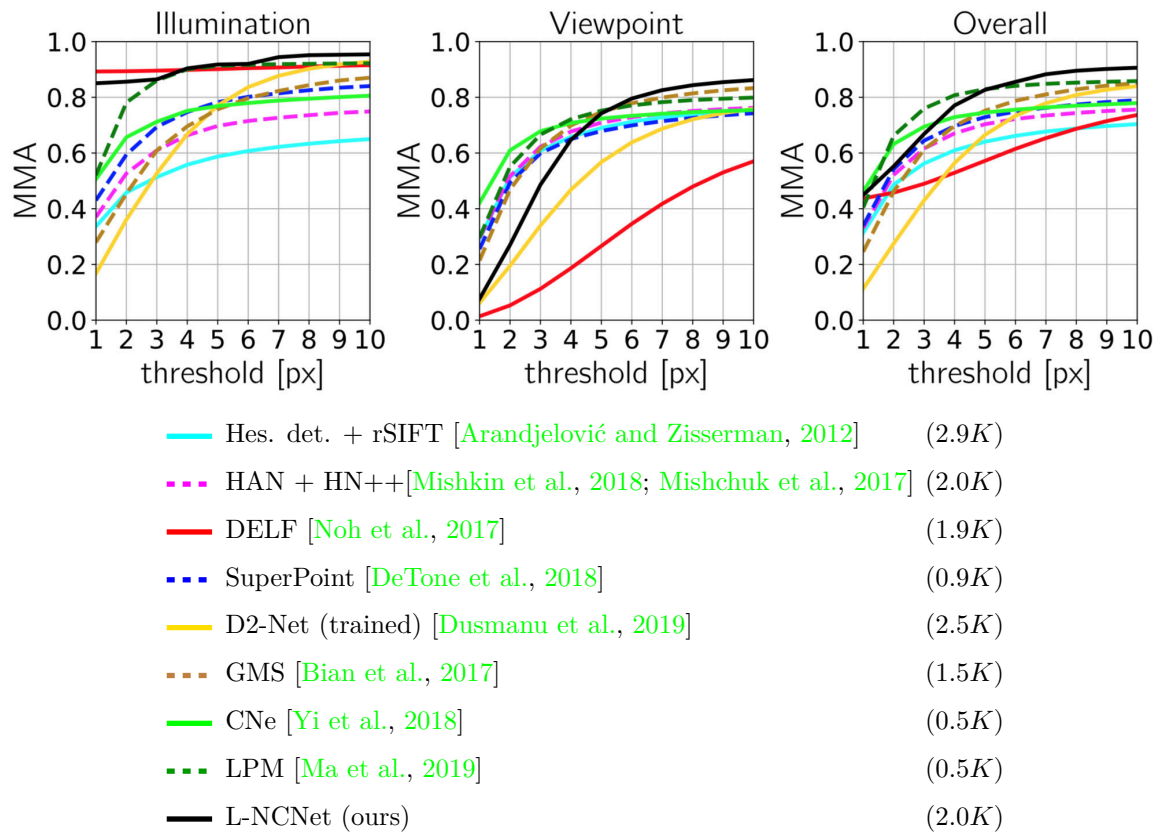 Illumination
Viewpoint
Overall
1.0
0.8
0.6
0.4
0.2
0.0
MMA
1 2 3 4 5 6 7 8 9 10
threshold [px]
1.0
0.8
0.6
0.4
0.2
0.0
MMA
1 2 3 4 5 6 7 8 9 10
threshold [px]
1.0
0.8
0.6
0.4
0.2
0.0
MMA
1 2 3 4 5 6 7 8 9 10
threshold [px]
Hes. det. + rSIFT [Arandjelović and Zisserman, 2012] (2.9K)
HAN + HN++[Mishkin et al., 2018; Mishchuk et al., 2017] (2.0K)
DELF [Noh et al., 2017] (1.9K)
SuperPoint [DeTone et al., 2018] (0.9K)
D2-Net (trained) [Dusmanu et al., 2019] (2.5K)
GMS [Bian et al., 2017] (1.5K)
CNe [Yi et al., 2018] (0.5K)
LPM [Ma et al., 2019] (0.5K)
L-NCNet (ours) (2.0K)